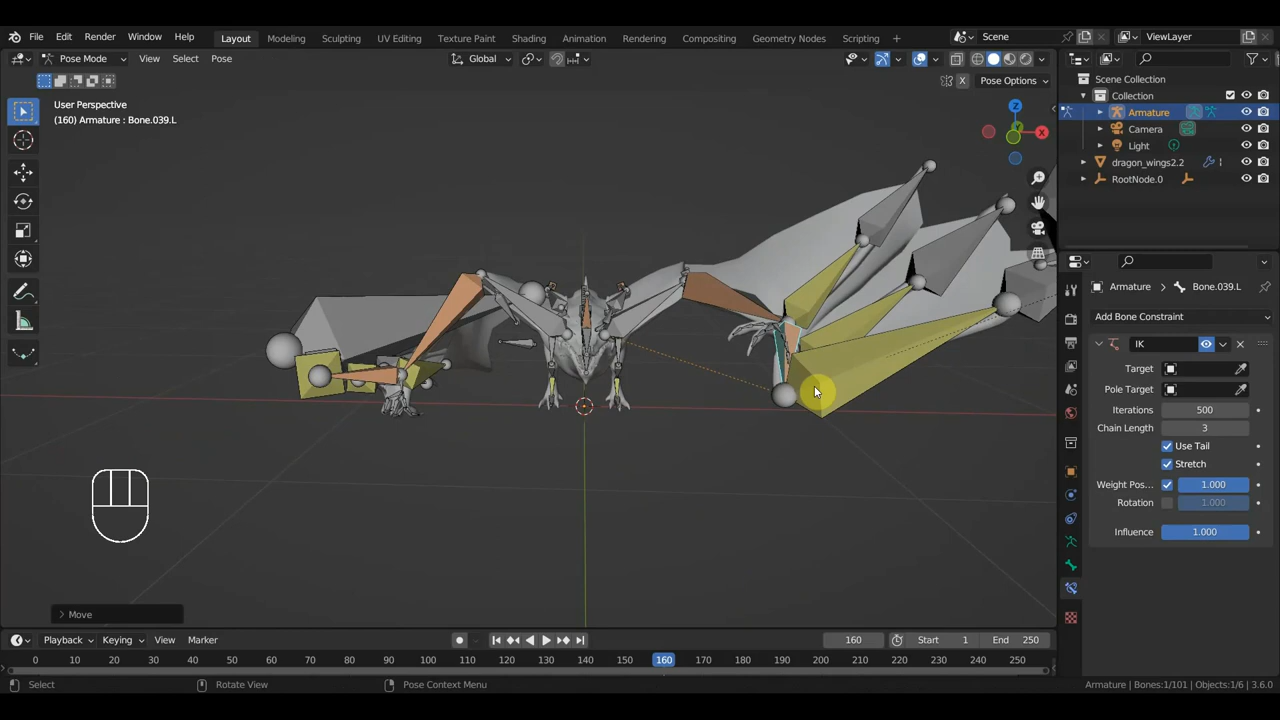 File Edit Render Window Help Layout Modeling Sculpting UV Editing Texture Paint Shading Animation Rendering Compositing Geometry Nodes Scripting + Scene ViewLayer
Pose Mode View Select Pose Global
X Pose Options
User Perspective
(160) Armature : Bone.039.L
Z
X
Scene Collection
Collection
Armature
Camera
Light
dragon_wings2.2
RootNode.0
Armature > Bone.039.L
Add Bone Constraint
IK
Target
Pole Target
Iterations 500
Chain Length 3
Use Tail
Stretch
Weight Pos... 1.000
Rotation 1.000
Influence 1.000
> Move
Playback Keying View Marker 160 Start 1 End 250
0 10 20 30 40 50 60 70 80 90 100 110 120 130 140 150 160 170 180 190 200 210 220 230 240 250
Select Rotate View Pose Context Menu Armature | Bones:1/101 | Objects:1/6 | 3.6.0